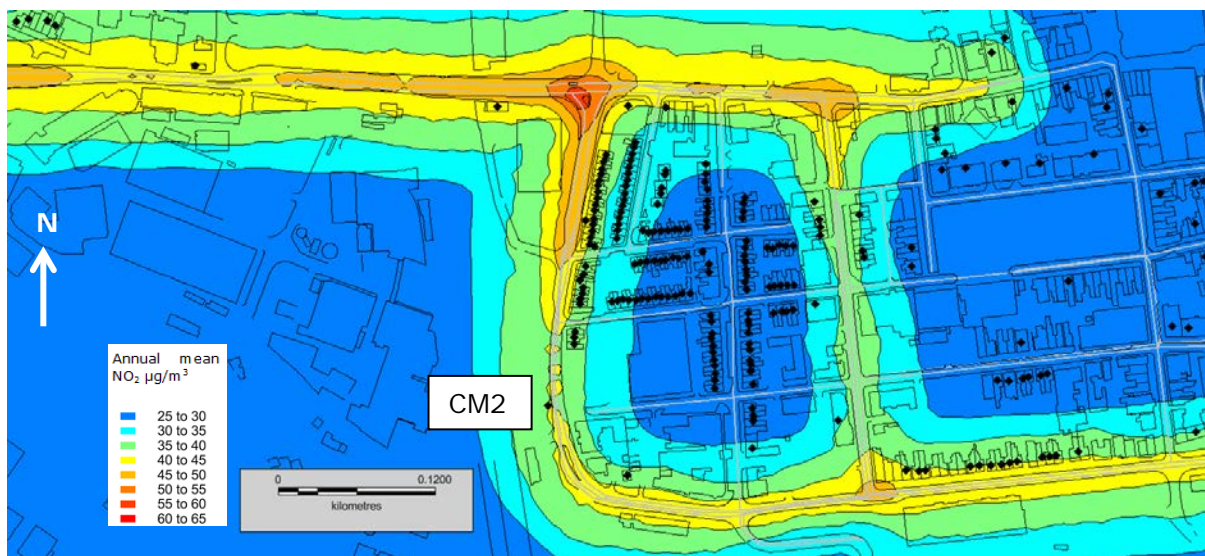 N
CM2
Annual mean
NO₂ µg/m³
25 to 30
30 to 35
35 to 40
40 to 45
45 to 50
50 to 55
55 to 60
60 to 65
0 0.1200
kilometres